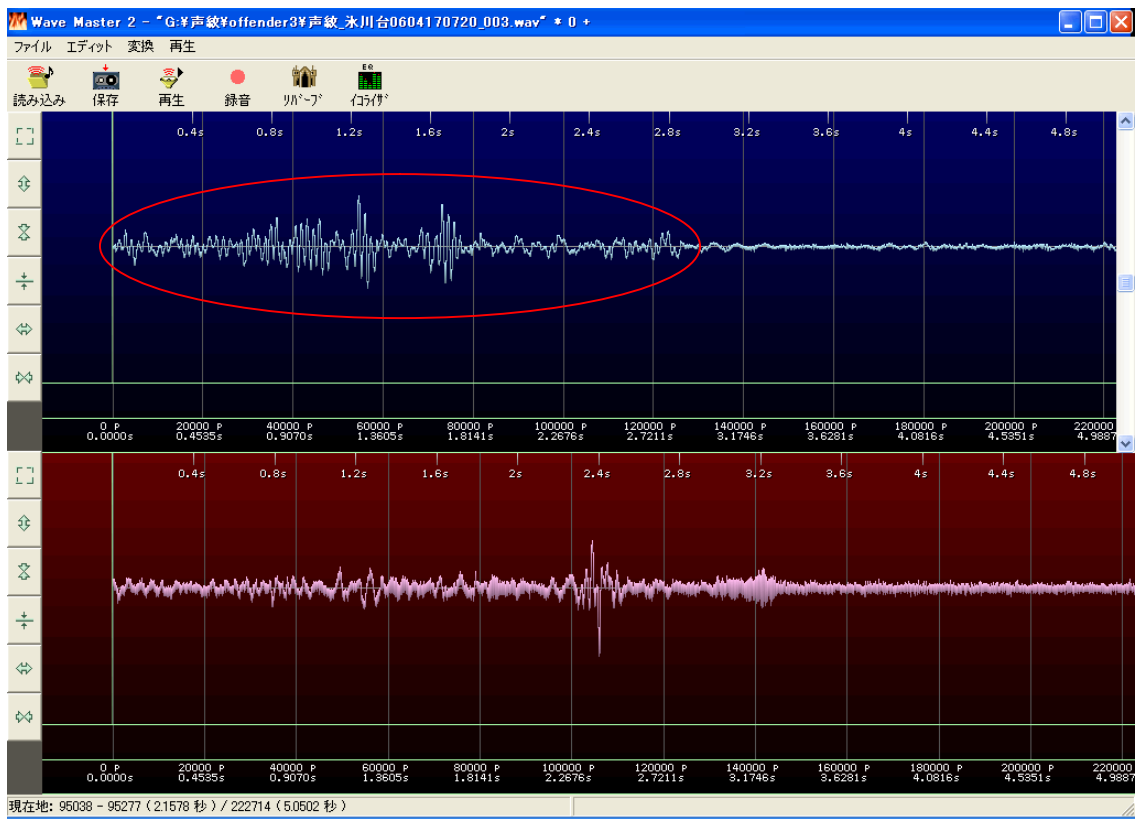 Wave Master 2 - "G:¥声紋¥offender3¥声紋_氷川台0604170720_003.wav" * 0 +
ファイル エディット 変換 再生
EQ
読み込み 保存 再生 録音 ﾘﾊﾞｰﾌﾞ ｲｺﾗｲｻﾞ
0.4s 0.8s 1.2s 1.6s 2s 2.4s 2.8s 3.2s 3.6s 4s 4.4s 4.8s
0 P 20000 P 40000 P 60000 P 80000 P 100000 P 120000 P 140000 P 160000 P 180000 P 200000 P 220000
0.0000s 0.4535s 0.9070s 1.3605s 1.8141s 2.2676s 2.7211s 3.1746s 3.6281s 4.0816s 4.5351s 4.9887
0.4s 0.8s 1.2s 1.6s 2s 2.4s 2.8s 3.2s 3.6s 4s 4.4s 4.8s
0 P 20000 P 40000 P 60000 P 80000 P 100000 P 120000 P 140000 P 160000 P 180000 P 200000 P 220000
0.0000s 0.4535s 0.9070s 1.3605s 1.8141s 2.2676s 2.7211s 3.1746s 3.6281s 4.0816s 4.5351s 4.9887
現在地: 95038 - 95277 ( 2.1578 秒 ) / 222714 ( 5.0502 秒 )